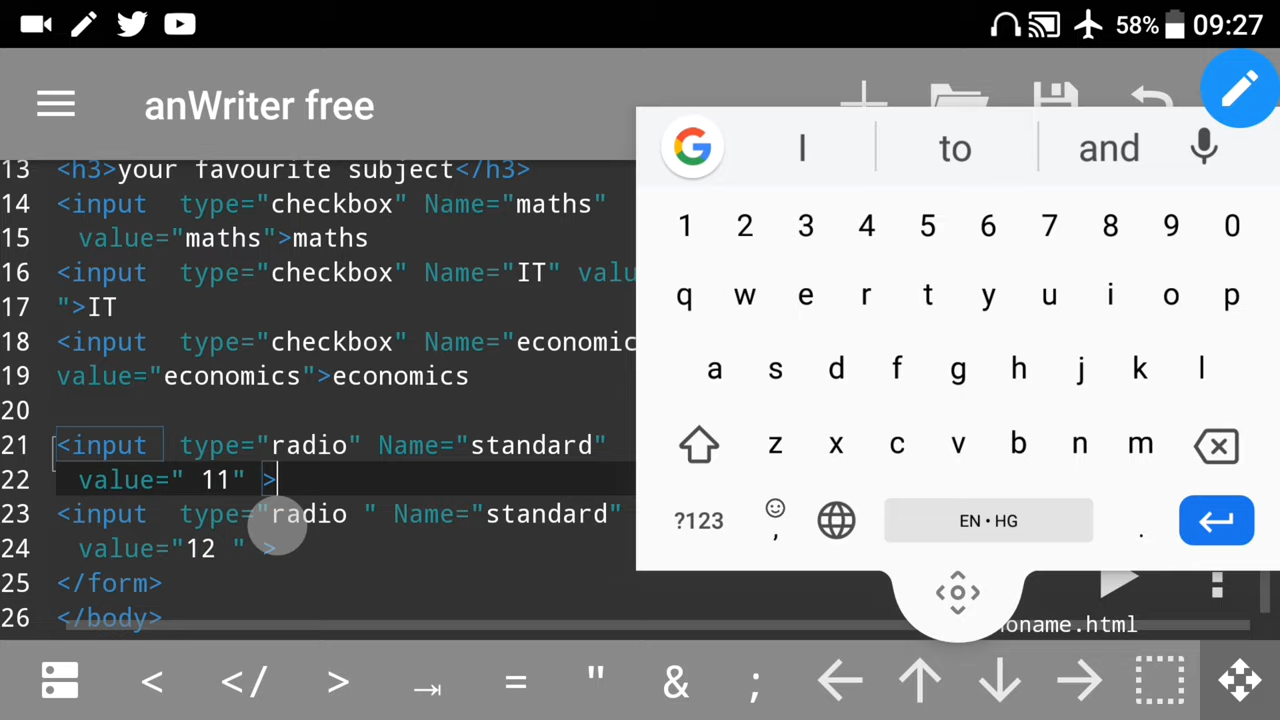 58% 09:27
anWriter free
I to and
13 <h3>your favourite subject</h3>
14 <input type="checkbox" Name="maths"
15 value="maths">maths
16 <input type="checkbox" Name="IT" valu
17 ">IT
18 <input type="checkbox" Name="economic
19 value="economics">economics
20
21 <input type="radio" Name="standard"
22 value=" 11" >
23 <input type="radio " Name="standard"
24 value="12 " >
25 </form>
26 </body>
1 2 3 4 5 6 7 8 9 0
q w e r t y u i o p
a s d f g h j k l
z x c v b n m
?123 , EN • HG .
noname.html
< </ > = " & ;